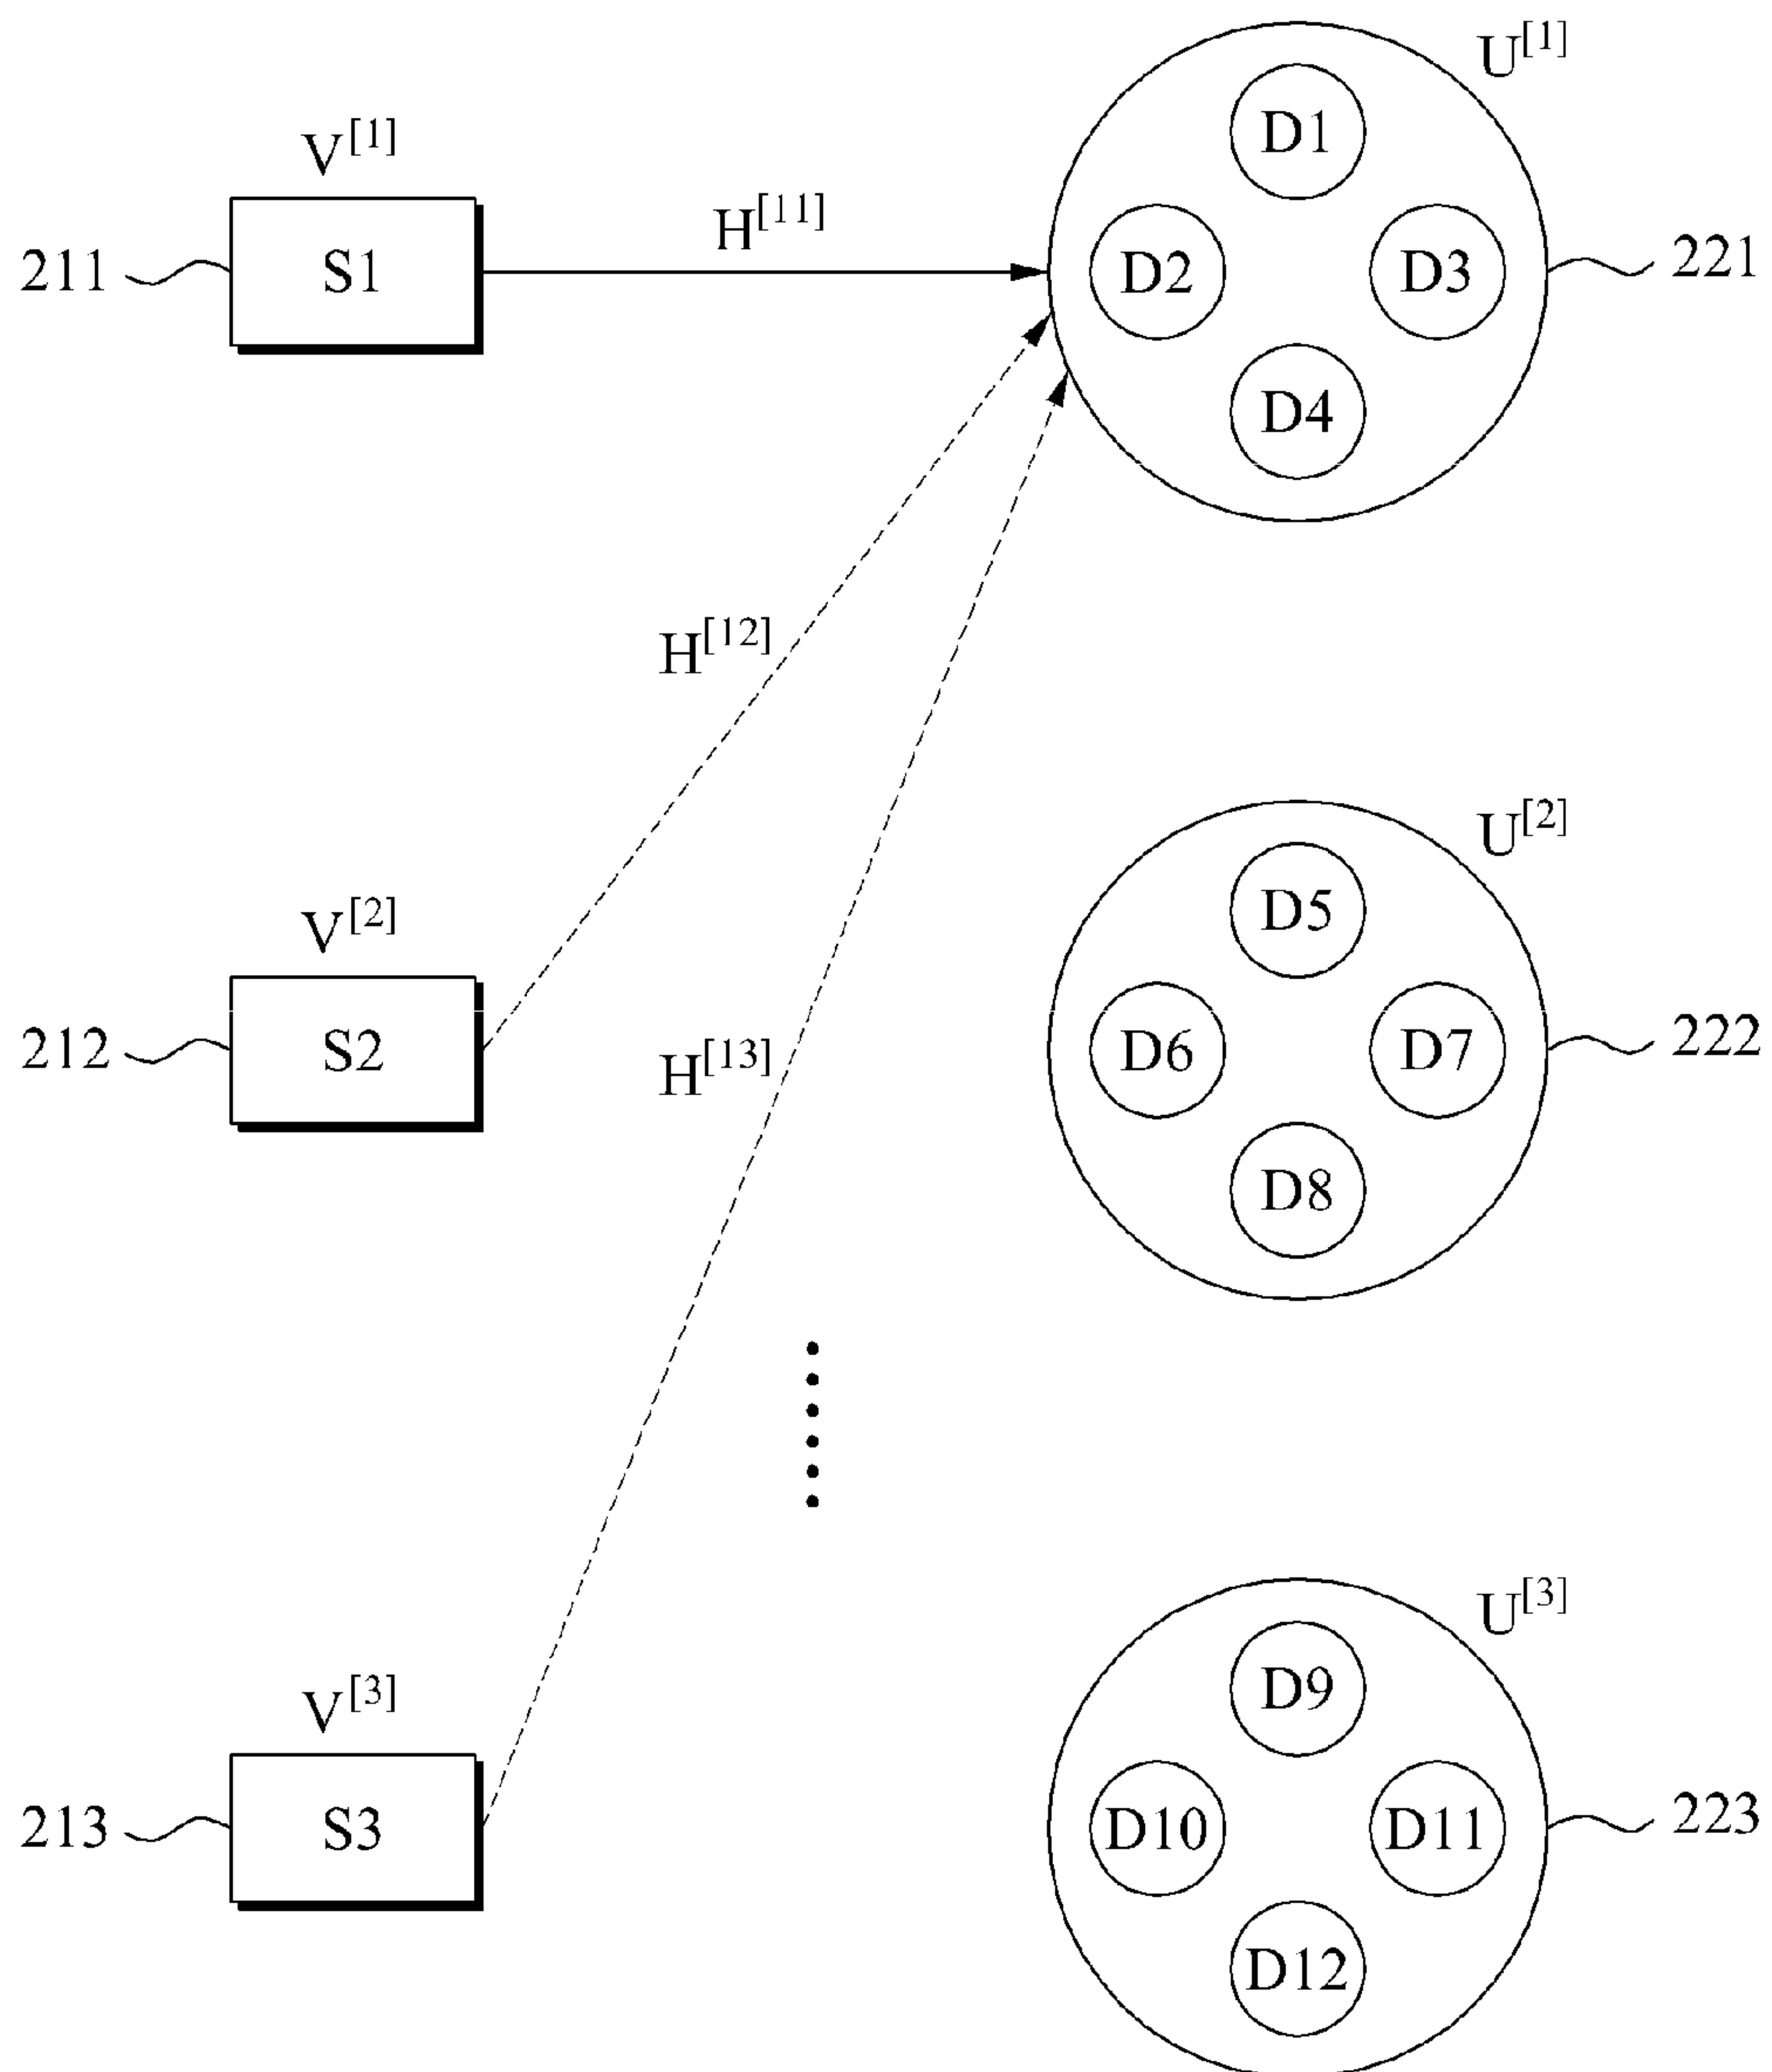 U[1]
D1
V[1]
H[11]
211
S1
D2
D3
221
D4
H[12]
U[2]
V[2]
D5
H[13]
212
S2
D6
D7
222
D8
U[3]
V[3]
D9
213
S3
D10
D11
223
D12